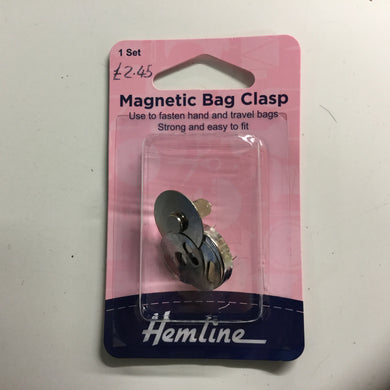 1 Set
£2.45
Magnetic Bag Clasp
Use to fasten hand and travel bags
Strong and easy to fit
Hemline